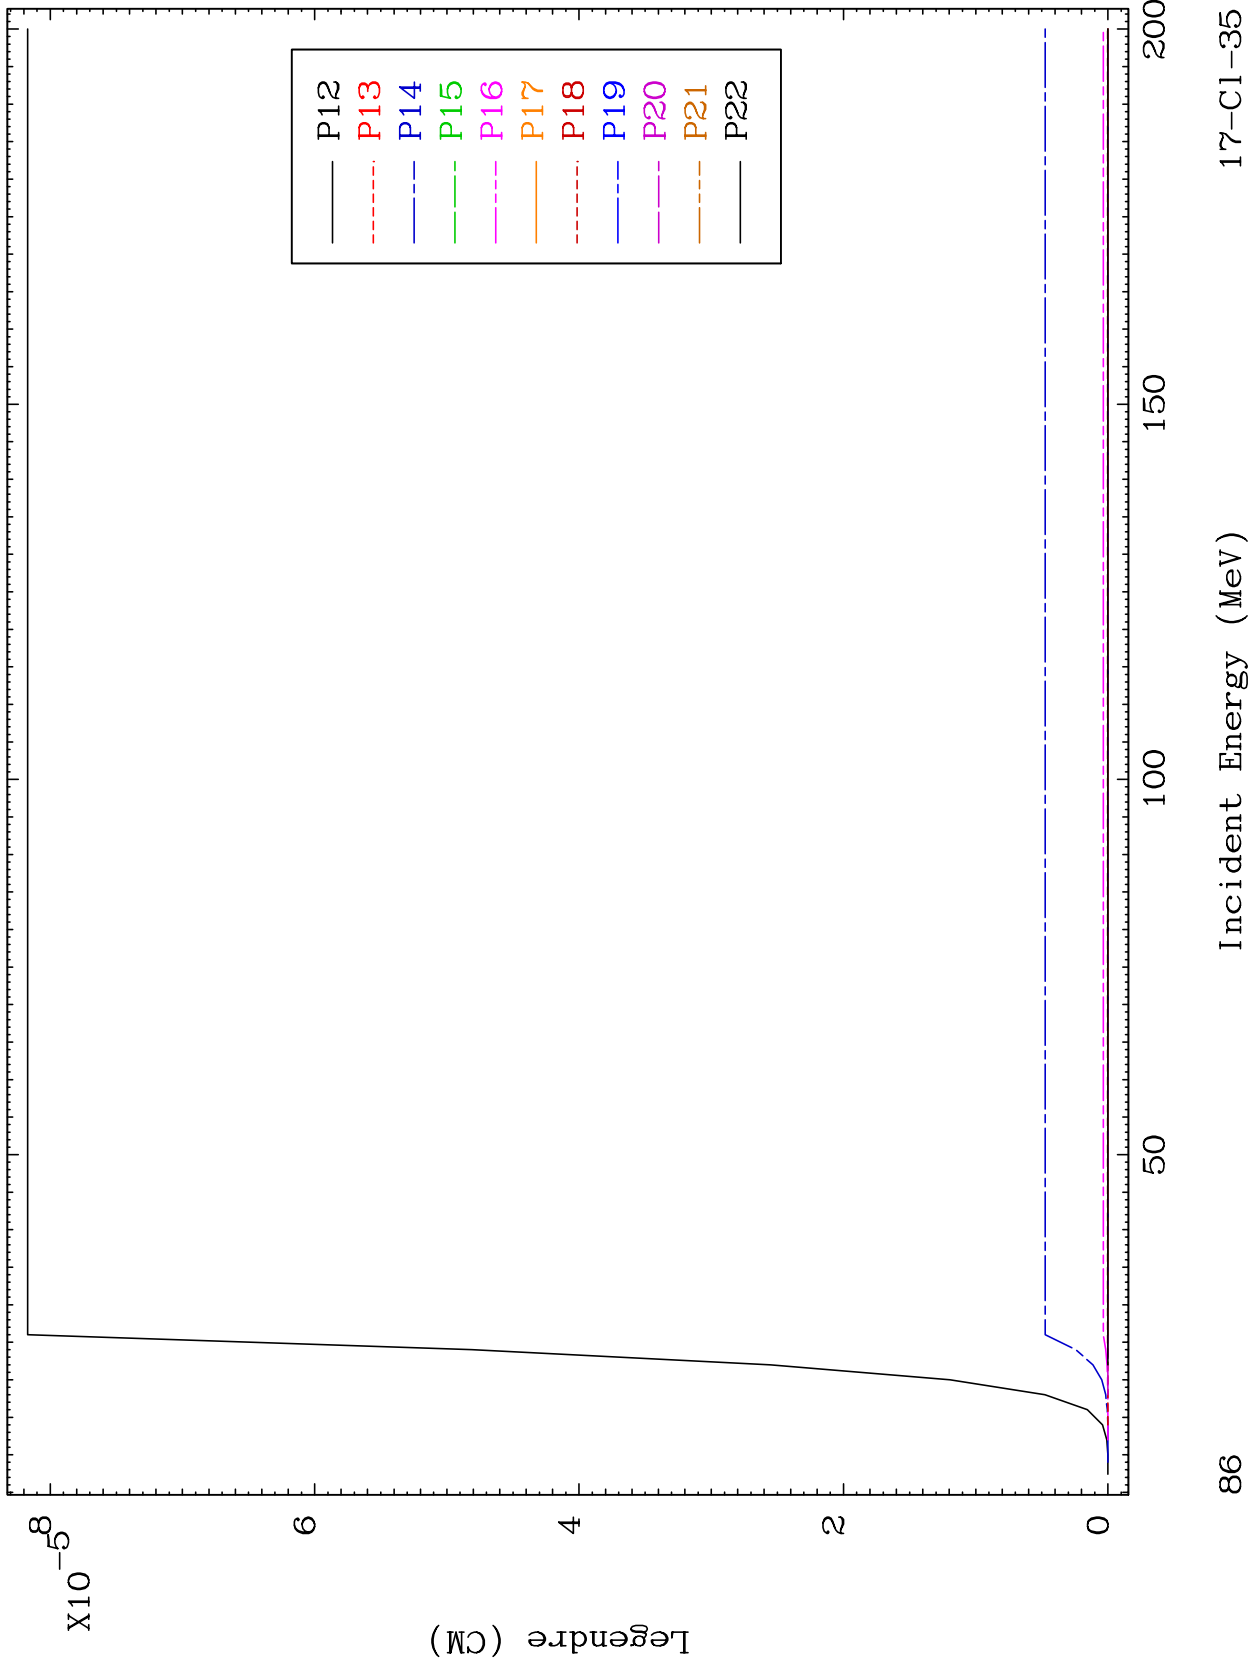 X10
-5
8
6
4
2
0
Legendre (CM)
P12
P13
P14
P15
P16
P17
P18
P19
P20
P21
P22
50
100
150
200
Incident Energy (MeV)
86
17-Cl-35